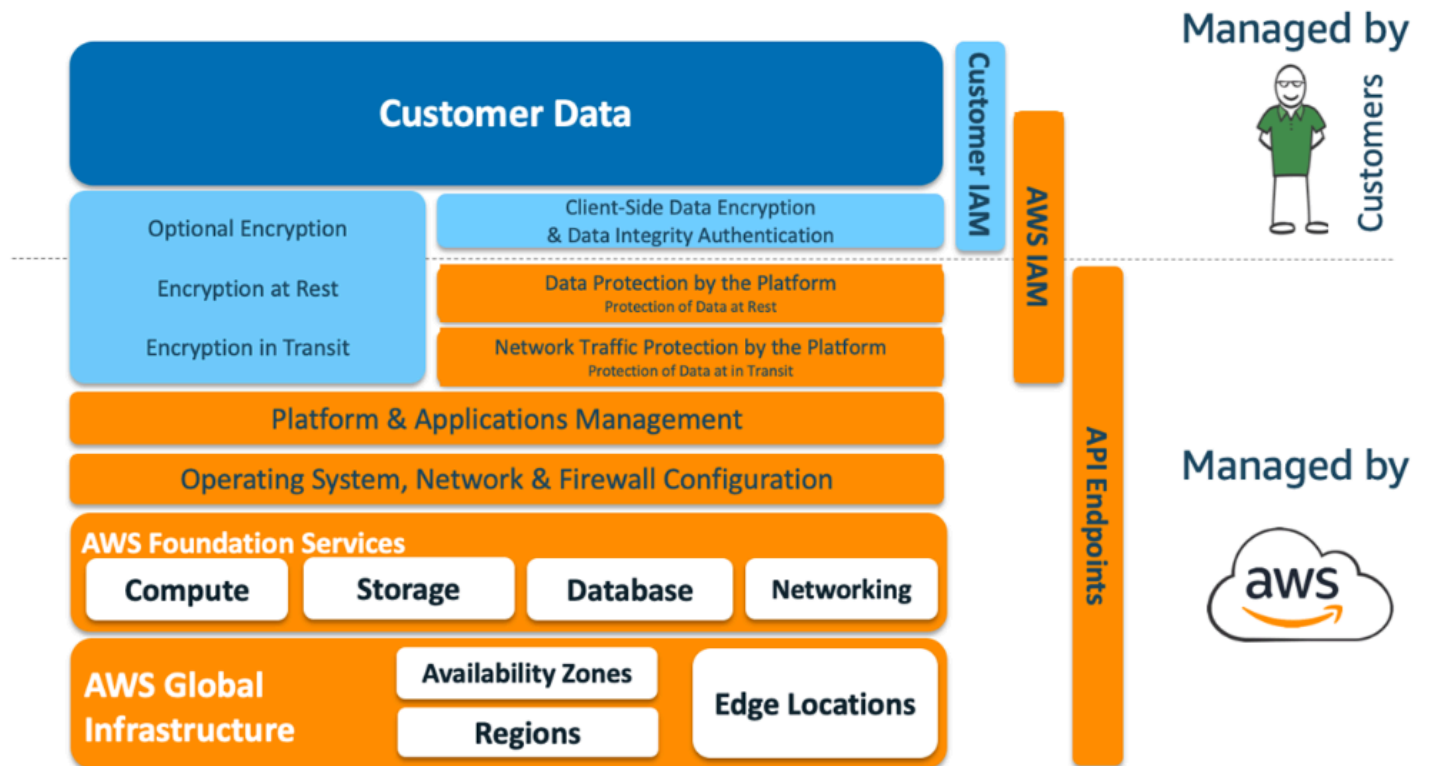 Managed by
Customers
Customer Data
Customer IAM
AWS IAM
Optional Encryption
Encryption at Rest
Encryption in Transit
Client-Side Data Encryption
& Data Integrity Authentication
Data Protection by the Platform
Protection of Data at Rest
Network Traffic Protection by the Platform
Protection of Data at in Transit
Platform & Applications Management
Operating System, Network & Firewall Configuration
AWS Foundation Services
Compute
Storage
Database
Networking
AWS Global
Infrastructure
Availability Zones
Regions
Edge Locations
API Endpoints
Managed by
aws